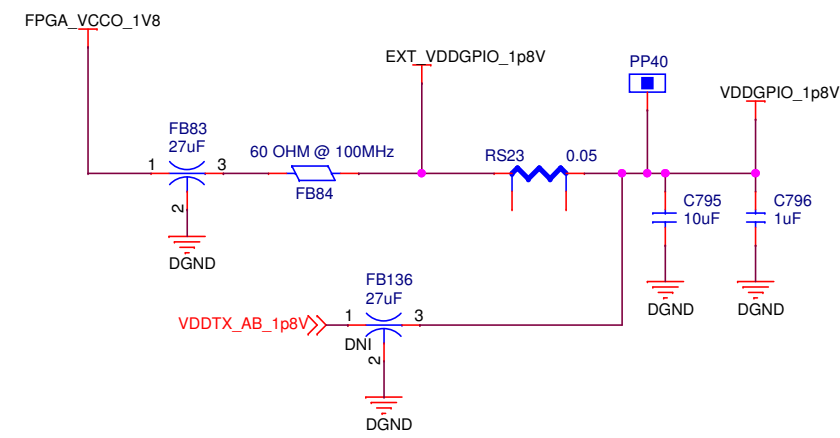 FPGA_VCCO_1V8
EXT_VDDGPIO_1p8V
PP40
VDDGPIO_1p8V
FB83
27uF
1
3
2
60 OHM @ 100MHz
FB84
RS23
0.05
C795
10uF
C796
1uF
DGND
DGND
DGND
FB136
27uF
VDDTX_AB_1p8V
1
3
DNI
2
DGND